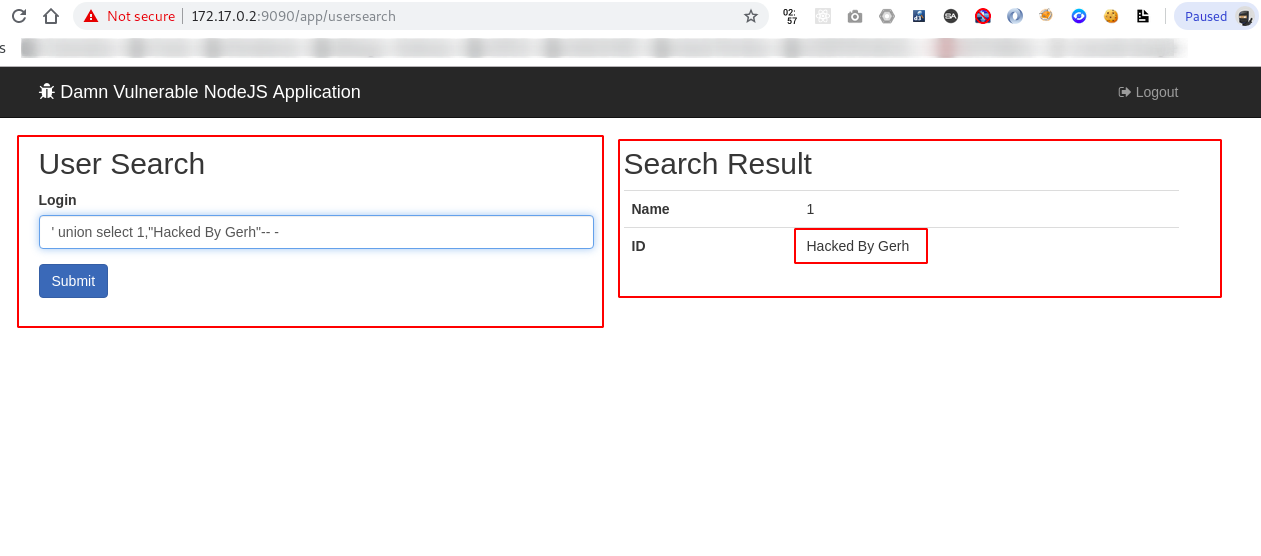 Not secure 172.17.0.2:9090/app/usersearch
02:
57
Paused
s
Damn Vulnerable NodeJS Application
Logout
User Search
Login
' union select 1,"Hacked By Gerh"-- -
Submit
Search Result
Name 1
ID Hacked By Gerh